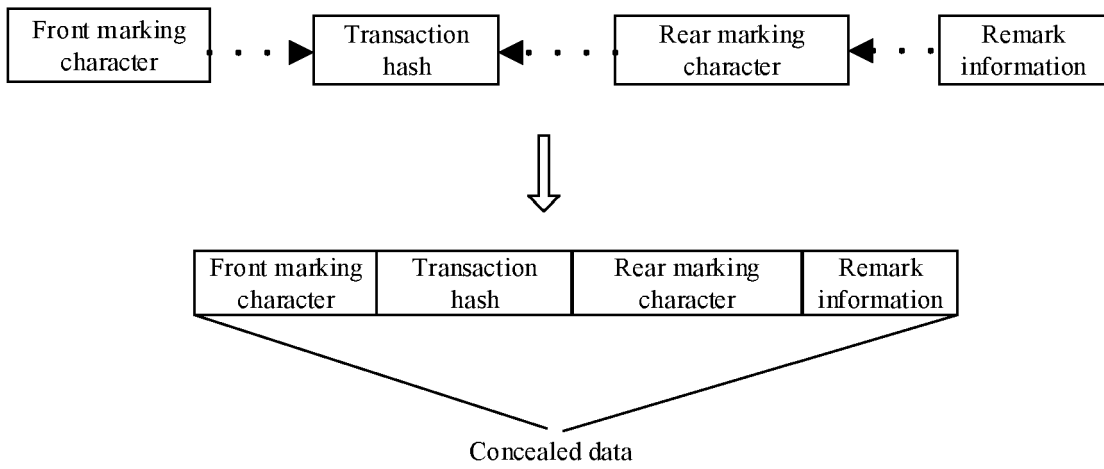 Front marking
character
Transaction
hash
Rear marking
character
Remark
information
Front marking
character
Transaction
hash
Rear marking
character
Remark
information
Concealed data